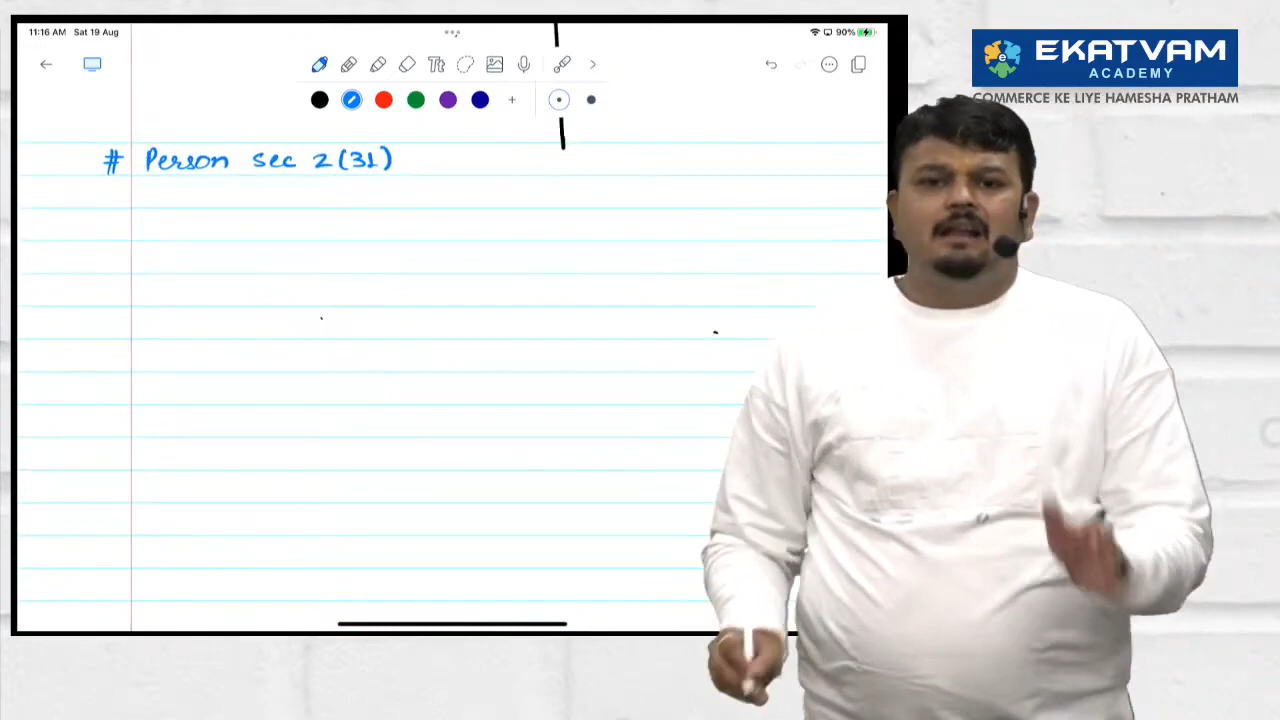 11:16 AM Sat 19 Aug
90%
EKATVAM
ACADEMY
COMMERCE KE LIYE HAMESHA PRATHAM
# Person sec 2(31)